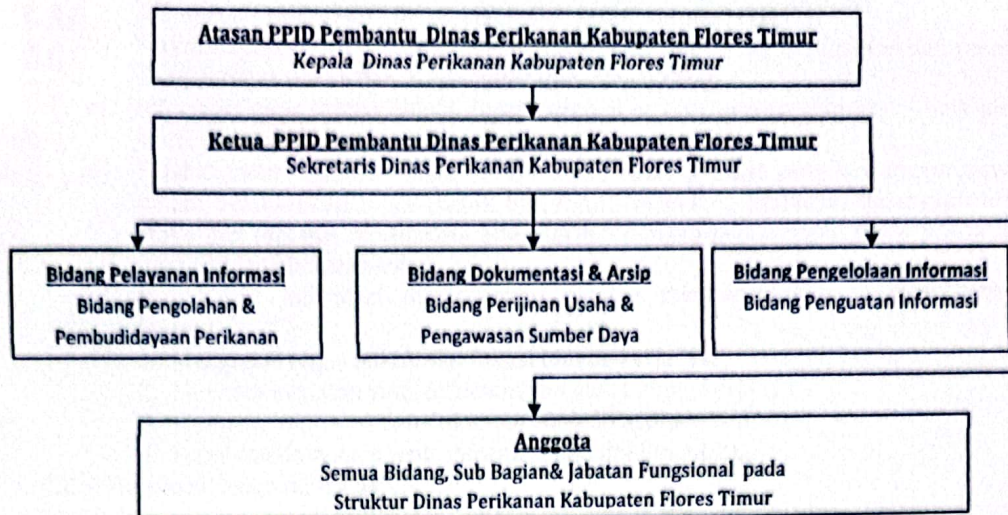 Atasan PPID Pembantu Dinas Perikanan Kabupaten Flores Timur
Kepala Dinas Perikanan Kabupaten Flores Timur
Ketua PPID Pembantu Dinas Perikanan Kabupaten Flores Timur
Sekretaris Dinas Perikanan Kabupaten Flores Timur
Bidang Pelayanan Informasi
Bidang Pengolahan &
Pembudidayaan Perikanan
Bidang Dokumentasi & Arsip
Bidang Perijinan Usaha &
Pengawasan Sumber Daya
Bidang Pengelolaan Informasi
Bidang Penguatan Informasi
Anggota
Semua Bidang, Sub Bagian& Jabatan Fungsional pada
Struktur Dinas Perikanan Kabupaten Flores Timur